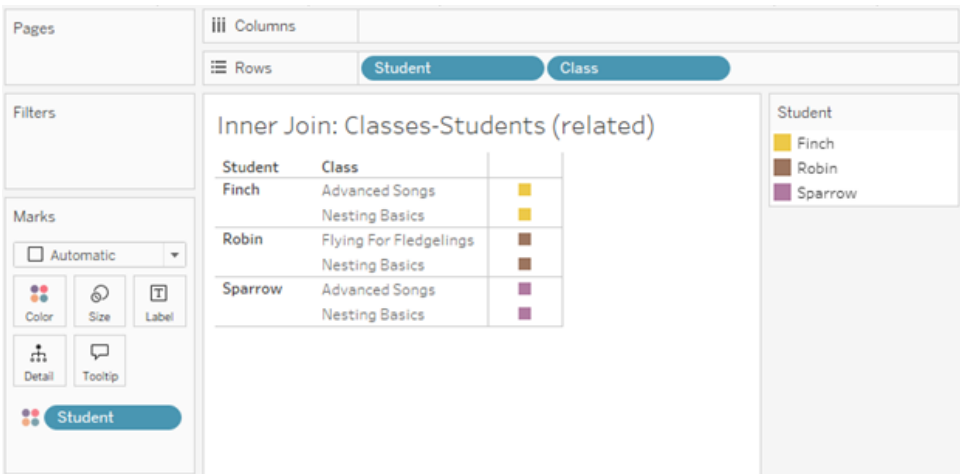 Pages
Columns
Rows Student Class
Filters
Inner Join: Classes-Students (related)
Student Class
Finch Advanced Songs
Nesting Basics
Robin Flying For Fledgelings
Nesting Basics
Sparrow Advanced Songs
Nesting Basics
Student
Finch
Robin
Sparrow
Marks
Automatic
Color Size Label
Detail Tooltip
Student